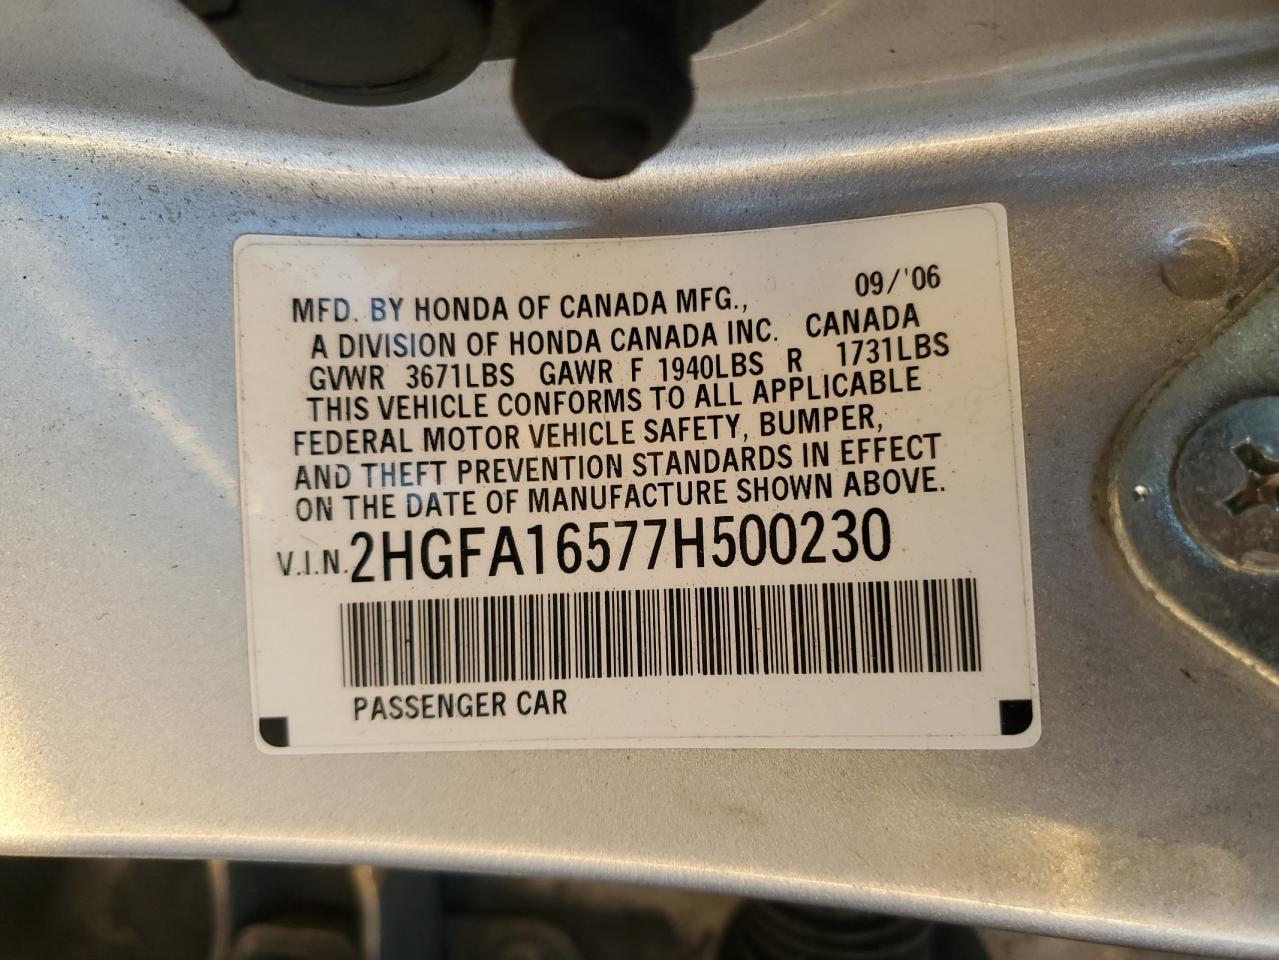 09/'06
MFD. BY HONDA OF CANADA MFG.,
A DIVISION OF HONDA CANADA INC. CANADA
GVWR 3671LBS GAWR F 1940LBS R 1731LBS
THIS VEHICLE CONFORMS TO ALL APPLICABLE
FEDERAL MOTOR VEHICLE SAFETY, BUMPER,
AND THEFT PREVENTION STANDARDS IN EFFECT
ON THE DATE OF MANUFACTURE SHOWN ABOVE.
V.I.N. 2HGFA16577H500230
PASSENGER CAR